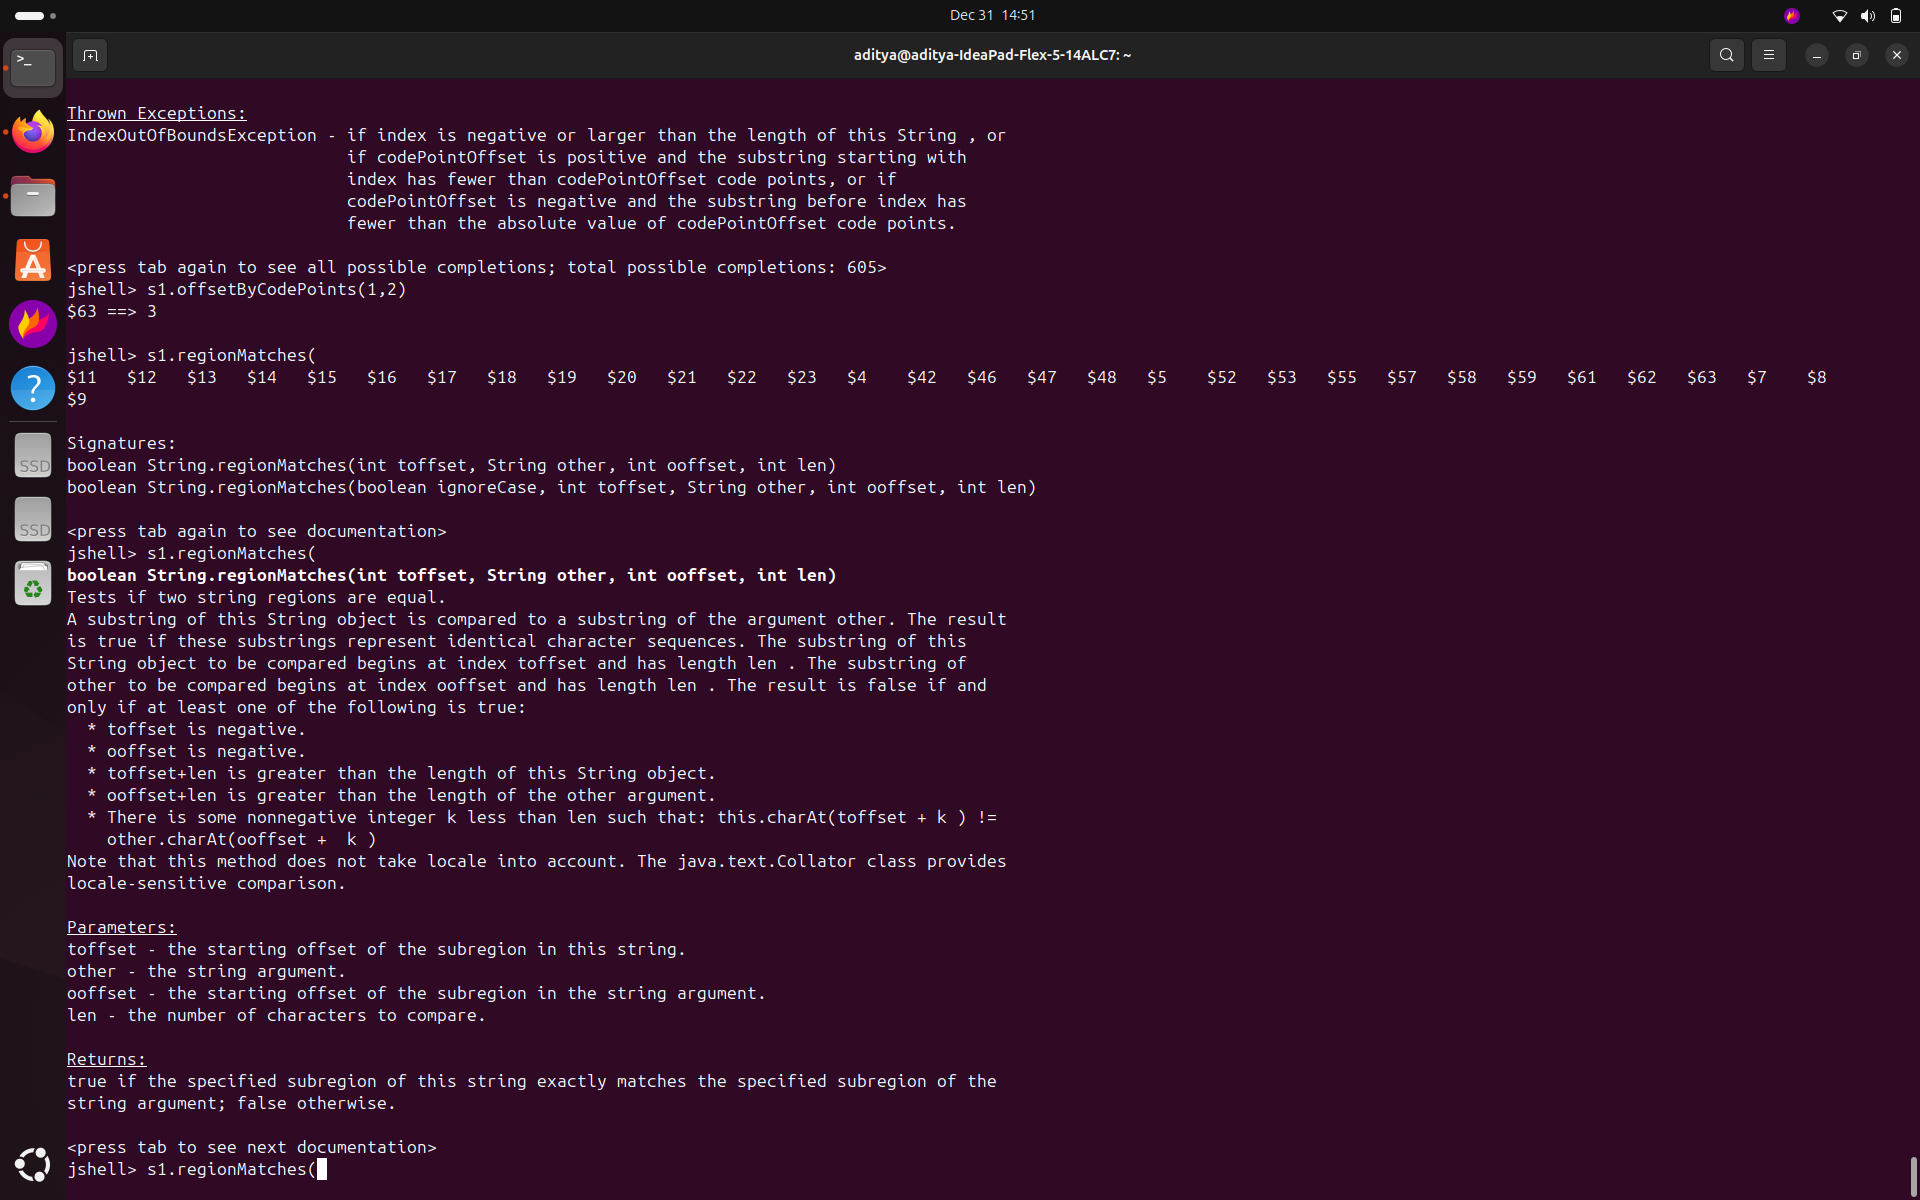 Dec 31 14:51
aditya@aditya-IdeaPad-Flex-5-14ALC7: ~
Thrown Exceptions:
IndexOutOfBoundsException - if index is negative or larger than the length of this String , or
if codePointOffset is positive and the substring starting with
index has fewer than codePointOffset code points, or if
codePointOffset is negative and the substring before index has
fewer than the absolute value of codePointOffset code points.
<press tab again to see all possible completions; total possible completions: 605>
jshell> s1.offsetByCodePoints(1,2)
$63 ==> 3
jshell> s1.regionMatches(
$11 $12 $13 $14 $15 $16 $17 $18 $19 $20 $21 $22 $23 $4 $42 $46 $47 $48 $5 $52 $53 $55 $57 $58 $59 $61 $62 $63 $7 $8
$9
Signatures:
boolean String.regionMatches(int toffset, String other, int ooffset, int len)
boolean String.regionMatches(boolean ignoreCase, int toffset, String other, int ooffset, int len)
<press tab again to see documentation>
jshell> s1.regionMatches(
boolean String.regionMatches(int toffset, String other, int ooffset, int len)
Tests if two string regions are equal.
A substring of this String object is compared to a substring of the argument other. The result
is true if these substrings represent identical character sequences. The substring of this
String object to be compared begins at index toffset and has length len . The substring of
other to be compared begins at index ooffset and has length len . The result is false if and
only if at least one of the following is true:
* toffset is negative.
* ooffset is negative.
* toffset+len is greater than the length of this String object.
* ooffset+len is greater than the length of the other argument.
* There is some nonnegative integer k less than len such that: this.charAt(toffset + k ) !=
other.charAt(ooffset + k )
Note that this method does not take locale into account. The java.text.Collator class provides
locale-sensitive comparison.
Parameters:
toffset - the starting offset of the subregion in this string.
other - the string argument.
ooffset - the starting offset of the subregion in the string argument.
len - the number of characters to compare.
Returns:
true if the specified subregion of this string exactly matches the specified subregion of the
string argument; false otherwise.
<press tab to see next documentation>
jshell> s1.regionMatches(
SSD
SSD